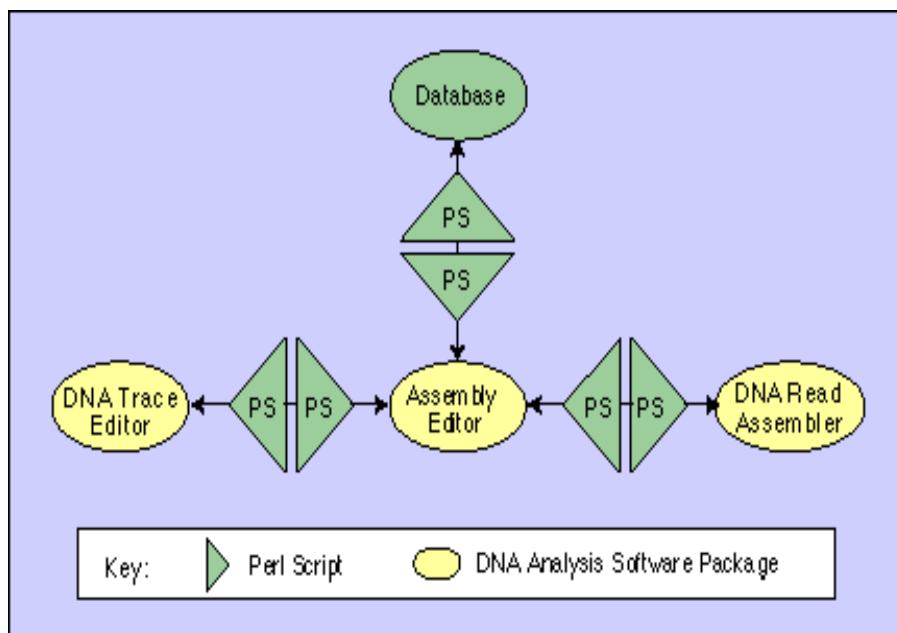 Database
PS
PS
DNA Trace
Editor
PS
PS
Assembly
Editor
PS
PS
DNA Read
Assembler
Key:
Perl Script
DNA Analysis Software Package